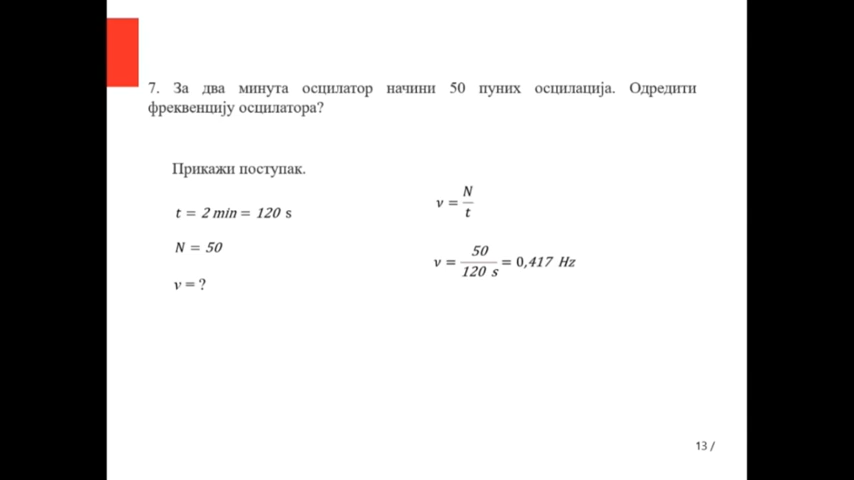 7. За два минута осцилатор начини 50 пуних осцилација. Одредити
фреквенцију осцилатора?
Прикажи поступак.
t = 2 min = 120 s
N = 50
ν = ?
ν = N/t
ν = 50/120 s = 0,417 Hz
13 /